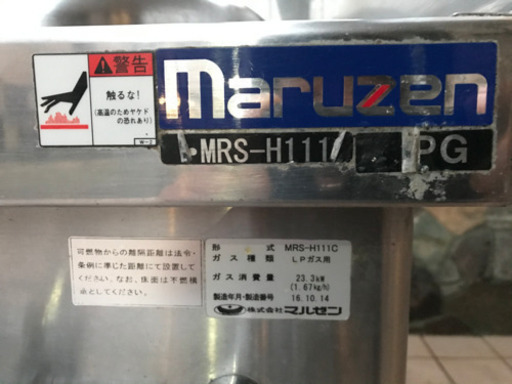 警告
触るな!
(高温のためヤケド
の恐れあり)
maruzen
MRS-H111
PG
可燃物からの離隔距離は法令・
条例に準じた距離にて設置して
ください。なお、床面は不燃構
承としてください。
形 式 MRS-H111C
ガス種類 LPガス用
ガス消費量 23.3kW
(1.67kg/h)
製造年月・製造番号 16.10.14
株式会社マルゼン